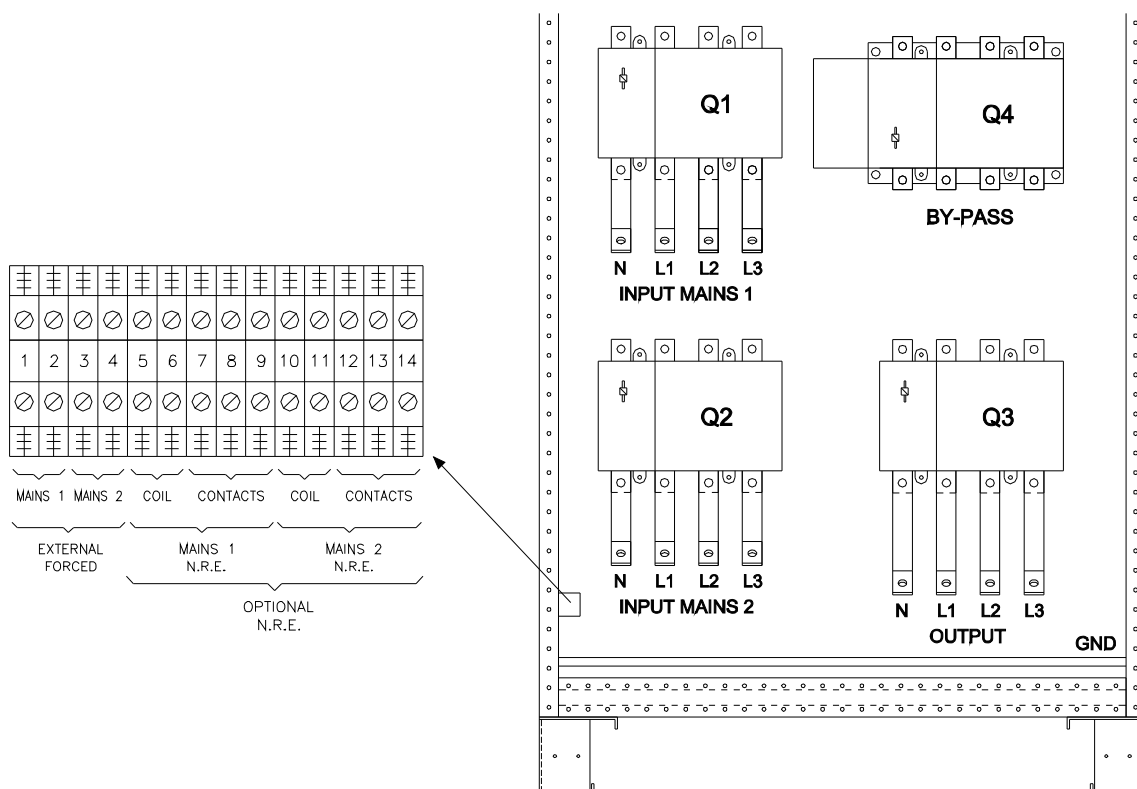 Q1
Q4
BY-PASS
N L1 L2 L3
INPUT MAINS 1
1 2 3 4 5 6 7 8 9 10 11 12 13 14
Q2
Q3
MAINS 1 MAINS 2 COIL CONTACTS COIL CONTACTS
EXTERNAL
FORCED
MAINS 1
N.R.E.
MAINS 2
N.R.E.
OPTIONAL
N.R.E.
N L1 L2 L3
INPUT MAINS 2
N L1 L2 L3
OUTPUT
GND